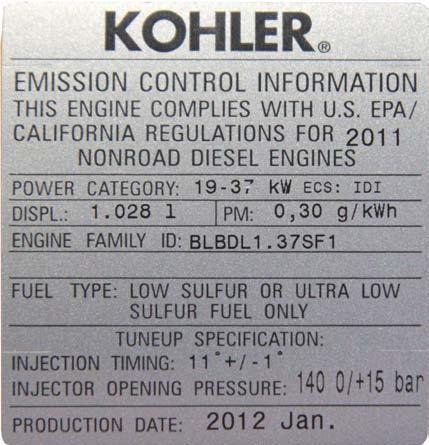 KOHLER®
EMISSION CONTROL INFORMATION
THIS ENGINE COMPLIES WITH U.S. EPA/
CALIFORNIA REGULATIONS FOR 2011
NONROAD DIESEL ENGINES
POWER CATEGORY: 19-37 kW ECS: IDI
DISPL.: 1.028 l PM: 0,30 g/kWh
ENGINE FAMILY ID: BLBDL1.37SF1
FUEL TYPE: LOW SULFUR OR ULTRA LOW
SULFUR FUEL ONLY
TUNEUP SPECIFICATION:
INJECTION TIMING: 11°+/-1°
INJECTOR OPENING PRESSURE: 140 0/+15 bar
PRODUCTION DATE: 2012 Jan.